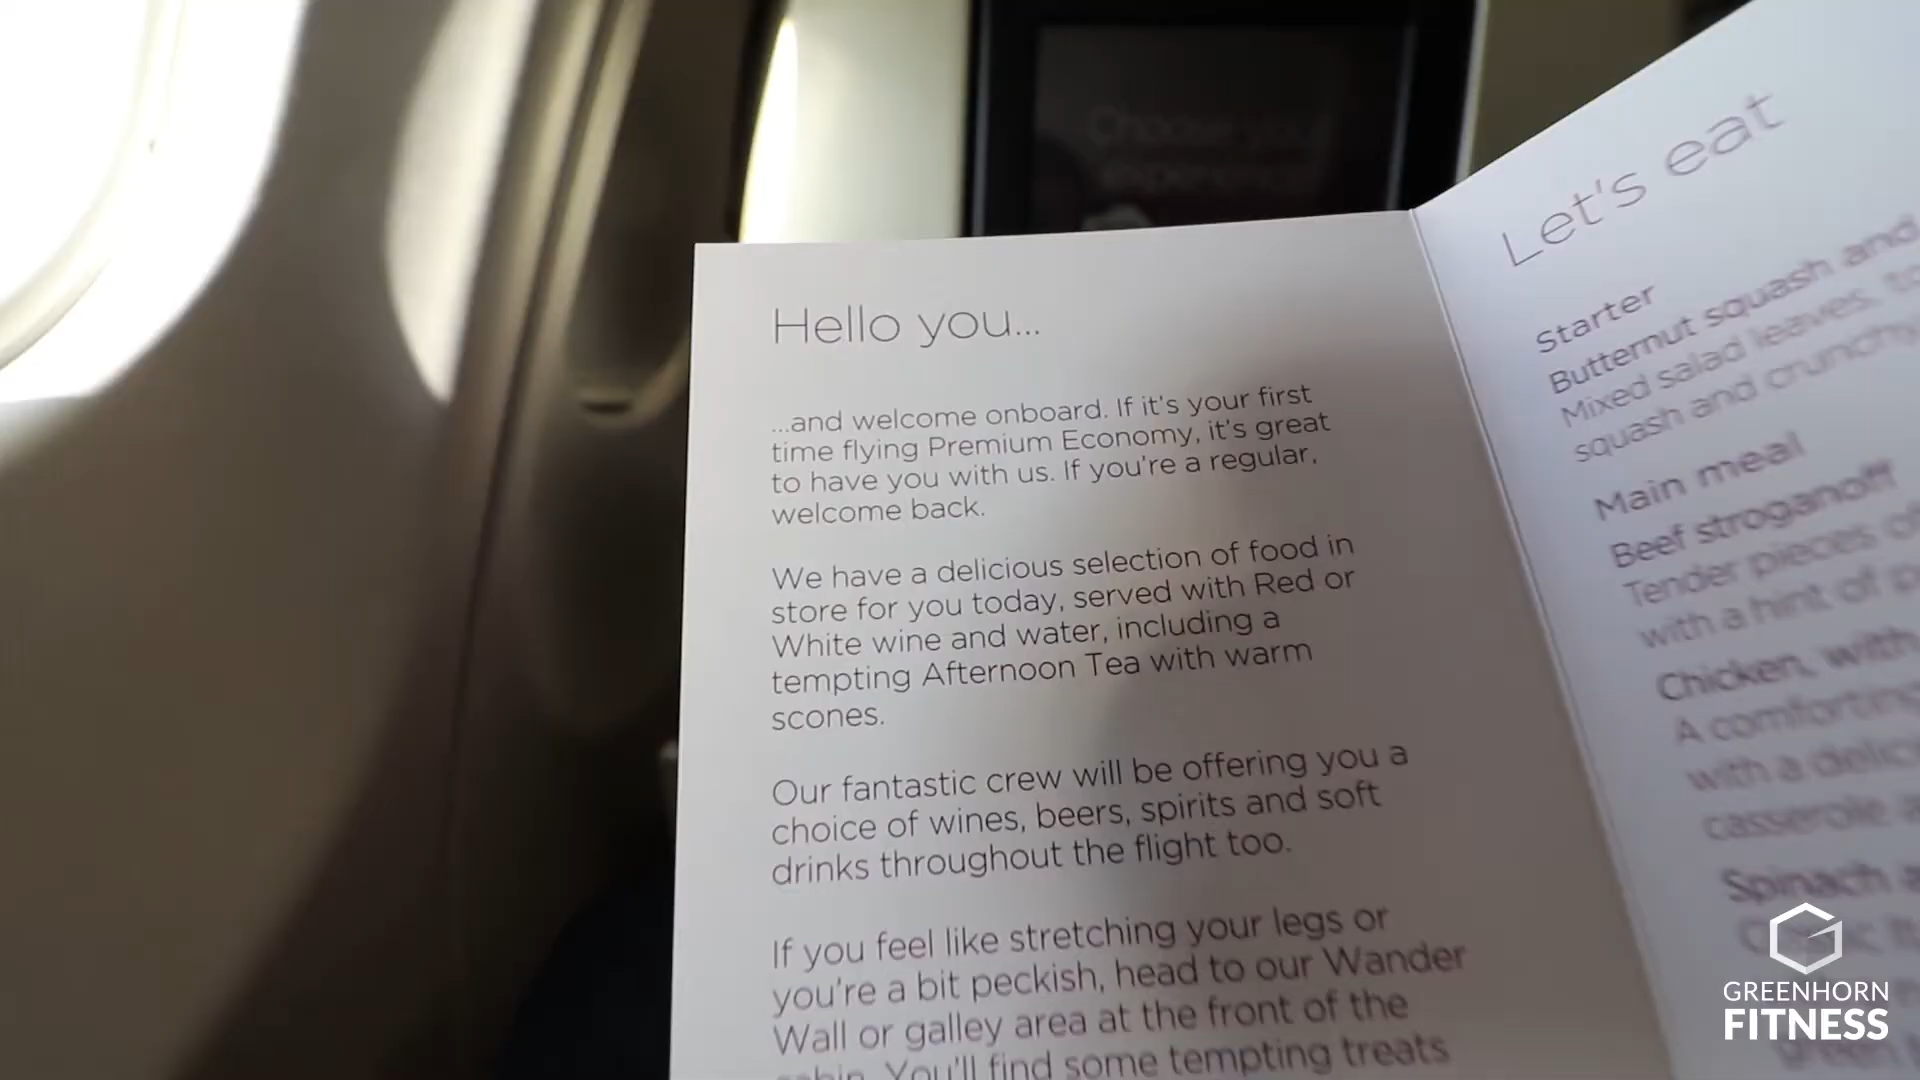 Choose your
experience
Hello you...
...and welcome onboard. If it's your first
time flying Premium Economy, it's great
to have you with us. If you're a regular,
welcome back.
We have a delicious selection of food in
store for you today, served with Red or
White wine and water, including a
tempting Afternoon Tea with warm
scones.
Our fantastic crew will be offering you a
choice of wines, beers, spirits and soft
drinks throughout the flight too.
If you feel like stretching your legs or
you're a bit peckish, head to our Wander
Wall or galley area at the front of the
cabin. You'll find some tempting treats
Let's eat
Starter
Butternut squash and
Mixed salad leaves, to
squash and crunchy
Main meal
Beef stroganoff
Tender pieces of
with a hint of p
Chicken, with
A comforting
with a delic
casserole a
Spinach a
GREENHORN
FITNESS